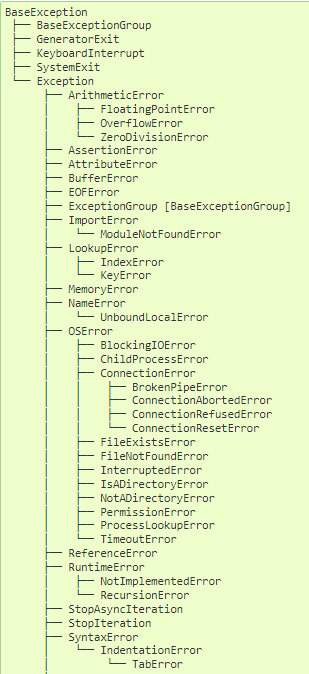 BaseException
├── BaseExceptionGroup
├── GeneratorExit
├── KeyboardInterrupt
├── SystemExit
└── Exception
├── ArithmeticError
│    ├── FloatingPointError
│    ├── OverflowError
│    └── ZeroDivisionError
├── AssertionError
├── AttributeError
├── BufferError
├── EOFError
├── ExceptionGroup [BaseExceptionGroup]
├── ImportError
│    └── ModuleNotFoundError
├── LookupError
│    ├── IndexError
│    └── KeyError
├── MemoryError
├── NameError
│    └── UnboundLocalError
├── OSError
│    ├── BlockingIOError
│    ├── ChildProcessError
│    ├── ConnectionError
│    │    ├── BrokenPipeError
│    │    ├── ConnectionAbortedError
│    │    ├── ConnectionRefusedError
│    │    └── ConnectionResetError
│    ├── FileExistsError
│    ├── FileNotFoundError
│    ├── InterruptedError
│    ├── IsADirectoryError
│    ├── NotADirectoryError
│    ├── PermissionError
│    ├── ProcessLookupError
│    └── TimeoutError
├── ReferenceError
├── RuntimeError
│    ├── NotImplementedError
│    └── RecursionError
├── StopAsyncIteration
├── StopIteration
├── SyntaxError
│    └── IndentationError
│         └── TabError